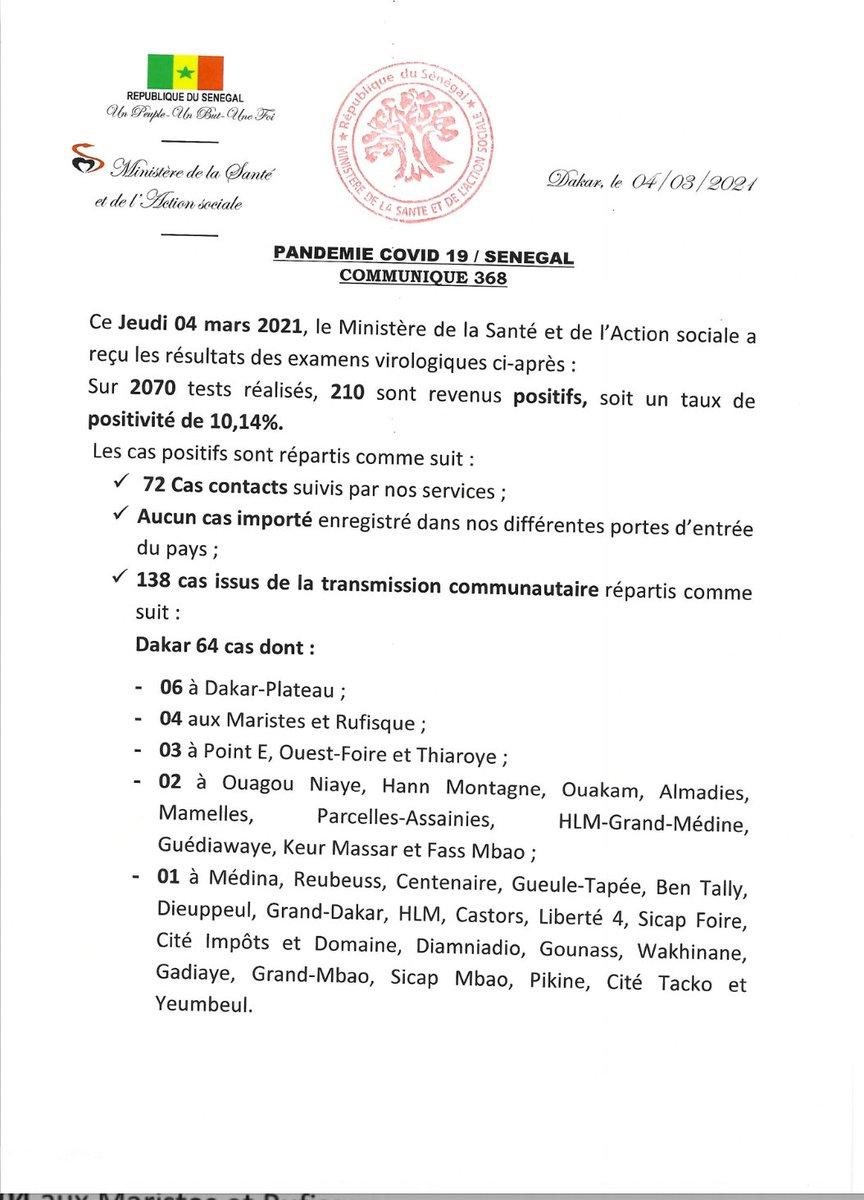 REPUBLIQUE DU SENEGAL
Un Peuple-Un But-Une Foi
Ministère de la Santé
et de l'Action sociale
★ République du Sénégal ★
MINISTERE DE LA SANTE ET DE L'ACTION SOCIALE
Dakar, le 04/03/2021
PANDEMIE COVID 19 / SENEGAL
COMMUNIQUE 368
Ce Jeudi 04 mars 2021, le Ministère de la Santé et de l'Action sociale a
reçu les résultats des examens virologiques ci-après :
Sur 2070 tests réalisés, 210 sont revenus positifs, soit un taux de
positivité de 10,14%.
Les cas positifs sont répartis comme suit :
✓ 72 Cas contacts suivis par nos services ;
✓ Aucun cas importé enregistré dans nos différentes portes d'entrée
du pays ;
✓ 138 cas issus de la transmission communautaire répartis comme
suit :
Dakar 64 cas dont :
- 06 à Dakar-Plateau ;
- 04 aux Maristes et Rufisque ;
- 03 à Point E, Ouest-Foire et Thiaroye ;
- 02 à Ouagou Niaye, Hann Montagne, Ouakam, Almadies,
Mamelles, Parcelles-Assainies, HLM-Grand-Médine,
Guédiawaye, Keur Massar et Fass Mbao ;
- 01 à Médina, Reubeuss, Centenaire, Gueule-Tapée, Ben Tally,
Dieuppeul, Grand-Dakar, HLM, Castors, Liberté 4, Sicap Foire,
Cité Impôts et Domaine, Diamniadio, Gounass, Wakhinane,
Gadiaye, Grand-Mbao, Sicap Mbao, Pikine, Cité Tacko et
Yeumbeul.